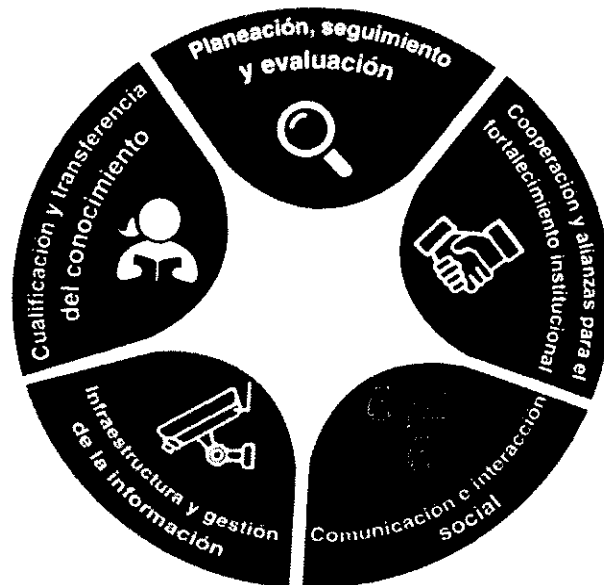 Planeación, seguimiento
y evaluación
Cooperación y alianzas para el
fortalecimiento institucional
Comunicación e interacción
social
Infraestructura y gestión
de la información
Cualificación y transferencia
del conocimiento